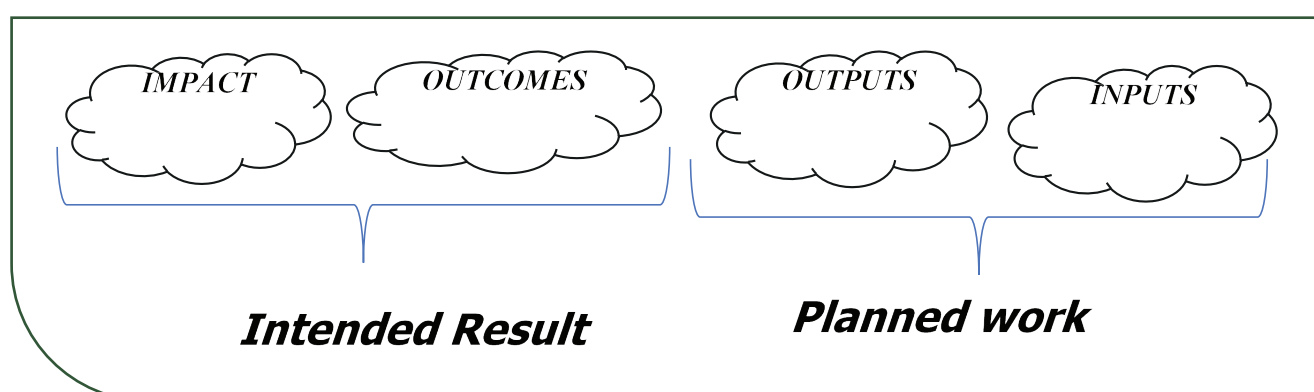 IMPACT
OUTCOMES
OUTPUTS
INPUTS
Intended Result
Planned work